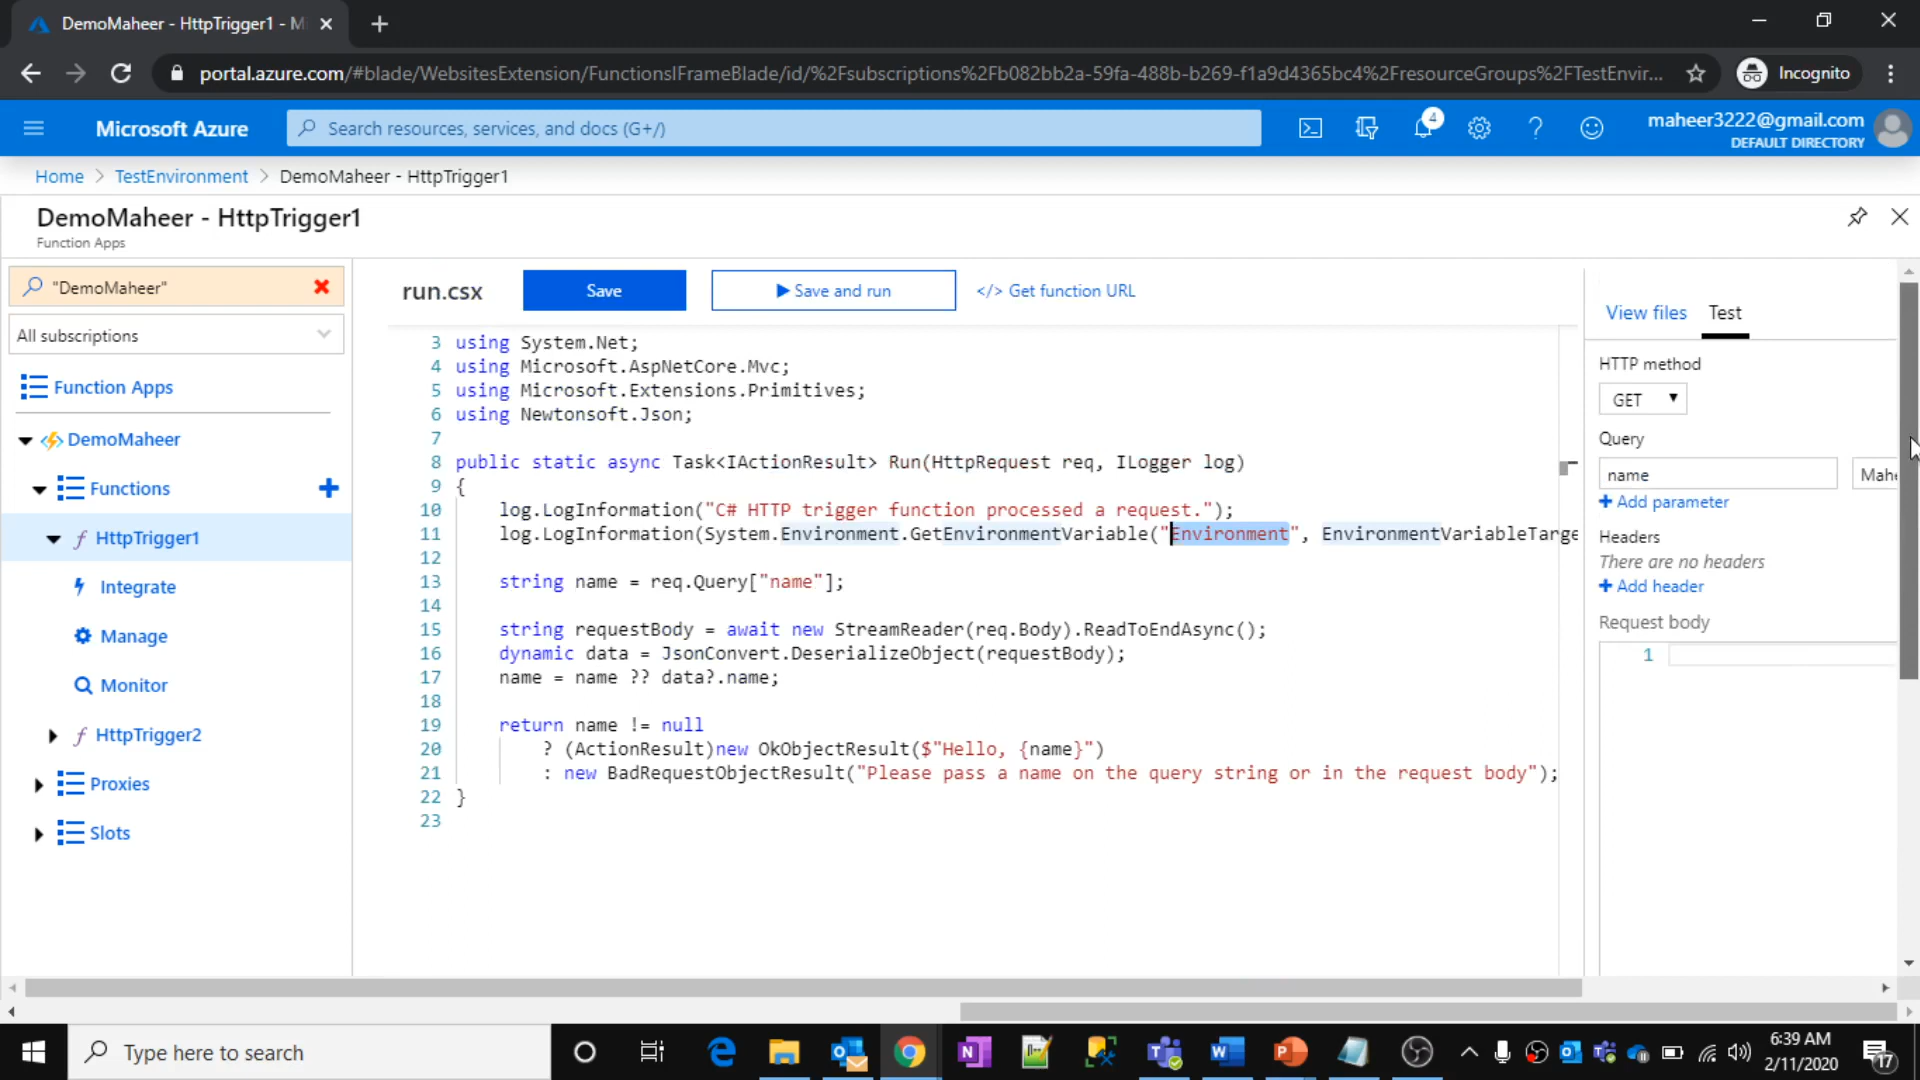 DemoMaheer - HttpTrigger1 - M
portal.azure.com/#blade/WebsitesExtension/FunctionsIFrameBlade/id/%2Fsubscriptions%2Fb082bb2a-59fa-488b-b269-f1a9d4365bc4%2FresourceGroups%2FTestEnvir...
Incognito
Microsoft Azure
Search resources, services, and docs (G+/)
4
maheer3222@gmail.com
DEFAULT DIRECTORY
Home > TestEnvironment > DemoMaheer - HttpTrigger1
DemoMaheer - HttpTrigger1
Function Apps
"DemoMaheer"
All subscriptions
Function Apps
DemoMaheer
Functions
HttpTrigger1
Integrate
Manage
Monitor
HttpTrigger2
Proxies
Slots
run.csx
Save
Save and run
</> Get function URL
3 using System.Net;
4 using Microsoft.AspNetCore.Mvc;
5 using Microsoft.Extensions.Primitives;
6 using Newtonsoft.Json;
7
8 public static async Task<IActionResult> Run(HttpRequest req, ILogger log)
9 {
10 log.LogInformation("C# HTTP trigger function processed a request.");
11 log.LogInformation(System.Environment.GetEnvironmentVariable("Environment", EnvironmentVariableTarge
12
13 string name = req.Query["name"];
14
15 string requestBody = await new StreamReader(req.Body).ReadToEndAsync();
16 dynamic data = JsonConvert.DeserializeObject(requestBody);
17 name = name ?? data?.name;
18
19 return name != null
20 ? (ActionResult)new OkObjectResult($"Hello, {name}")
21 : new BadRequestObjectResult("Please pass a name on the query string or in the request body");
22 }
23
View files
Test
HTTP method
GET
Query
name
Mahe
Add parameter
Headers
There are no headers
Add header
Request body
1
Type here to search
6:39 AM
2/11/2020
17